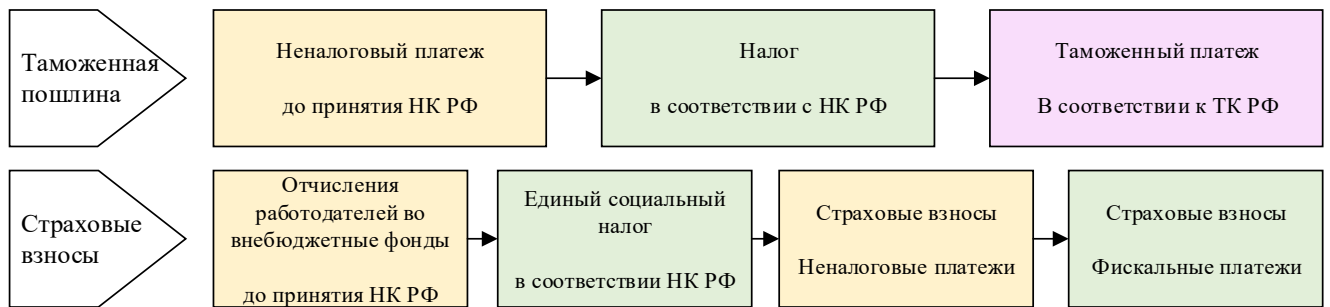 Таможенная
пошлина
Неналоговый платеж
до принятия НК РФ
Налог
в соответствии с НК РФ
Таможенный платеж
В соответствии к ТК РФ
Страховые
взносы
Отчисления
работодателей во
внебюджетные фонды
до принятия НК РФ
Единый социальный
налог
в соответствии НК РФ
Страховые взносы
Неналоговые платежи
Страховые взносы
Фискальные платежи